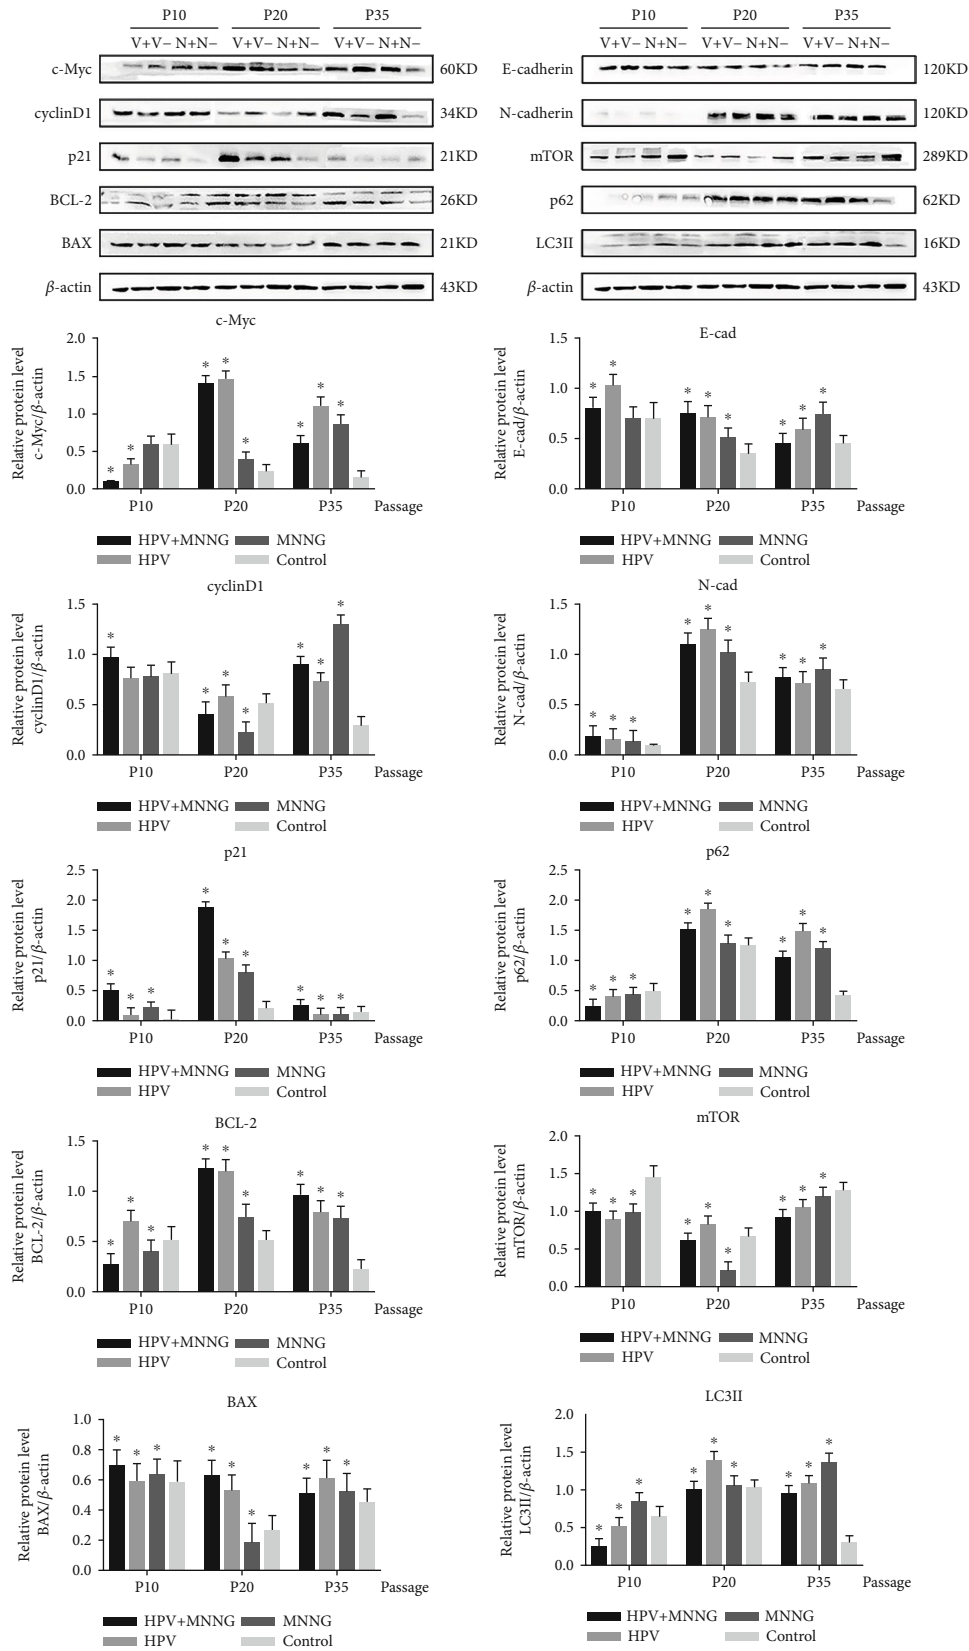 P10 P20 P35
V+V− N+N− V+V− N+N− V+V− N+N−
c-Myc 60KD
cyclinD1 34KD
p21 21KD
BCL-2 26KD
BAX 21KD
β-actin 43KD
P10 P20 P35
V+V− N+N− V+V− N+N− V+V− N+N−
E-cadherin 120KD
N-cadherin 120KD
mTOR 289KD
p62 62KD
LC3II 16KD
β-actin 43KD
c-Myc
Relative protein level
c-Myc/β-actin
2.0
1.5
1.0
0.5
0.0
* * * * * * * *
P10 P20 P35 Passage
HPV+MNNG MNNG
HPV Control
E-cad
Relative protein level
E-cad/β-actin
1.5
1.0
0.5
0.0
* * * * * * * *
P10 P20 P35 Passage
HPV+MNNG MNNG
HPV Control
cyclinD1
Relative protein level
cyclinD1/β-actin
1.5
1.0
0.5
0.0
* * * * * * *
P10 P20 P35 Passage
HPV+MNNG MNNG
HPV Control
N-cad
Relative protein level
N-cad/β-actin
1.5
1.0
0.5
0.0
* * * * * * * * *
P10 P20 P35 Passage
HPV+MNNG MNNG
HPV Control
p21
Relative protein level
p21/β-actin
2.5
2.0
1.5
1.0
0.5
0.0
* * * * * * * * *
P10 P20 P35 Passage
HPV+MNNG MNNG
HPV Control
p62
Relative protein level
p62/β-actin
2.5
2.0
1.5
1.0
0.5
0.0
* * * * * * * * *
P10 P20 P35 Passage
HPV+MNNG MNNG
HPV Control
BCL-2
Relative protein level
BCL-2/β-actin
1.5
1.0
0.5
0.0
* * * * * * * * *
P10 P20 P35 Passage
HPV+MNNG MNNG
HPV Control
mTOR
Relative protein level
mTOR/β-actin
2.0
1.5
1.0
0.5
0.0
* * * * * * * * *
P10 P20 P35 Passage
HPV+MNNG MNNG
HPV Control
BAX
Relative protein level
BAX/β-actin
1.0
0.8
0.6
0.4
0.2
0.0
* * * * * * * * *
P10 P20 P35 Passage
HPV+MNNG MNNG
HPV Control
LC3II
Relative protein level
LC3II/β-actin
2.0
1.5
1.0
0.5
0.0
* * * * * * * * *
P10 P20 P35 Passage
HPV+MNNG MNNG
HPV Control